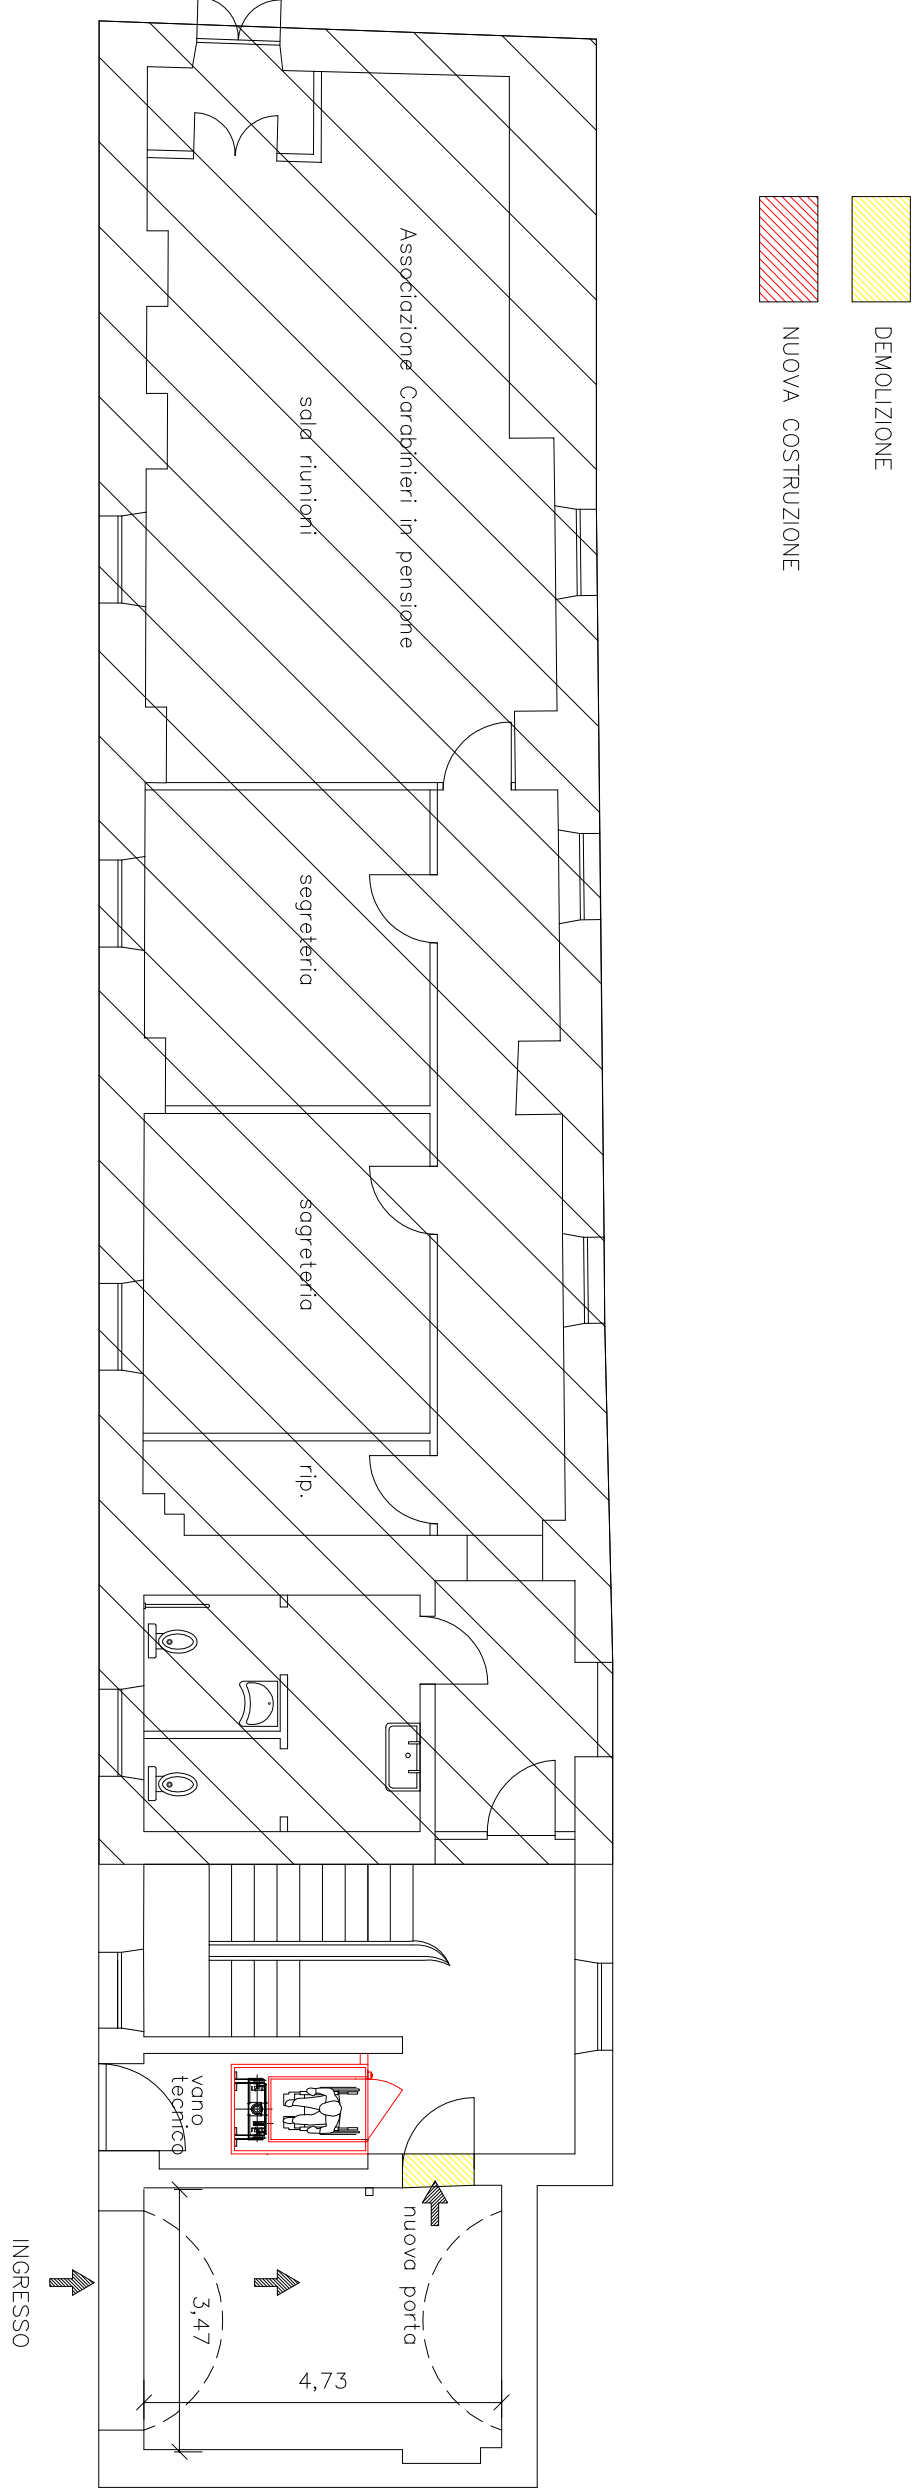 DEMOLIZIONE
NUOVA COSTRUZIONE
Associazione Carabinieri in pensione
sala riunioni
segreteria
sagreteria
rip.
vano
tecnico
nuova porta
3,47
4,73
INGRESSO